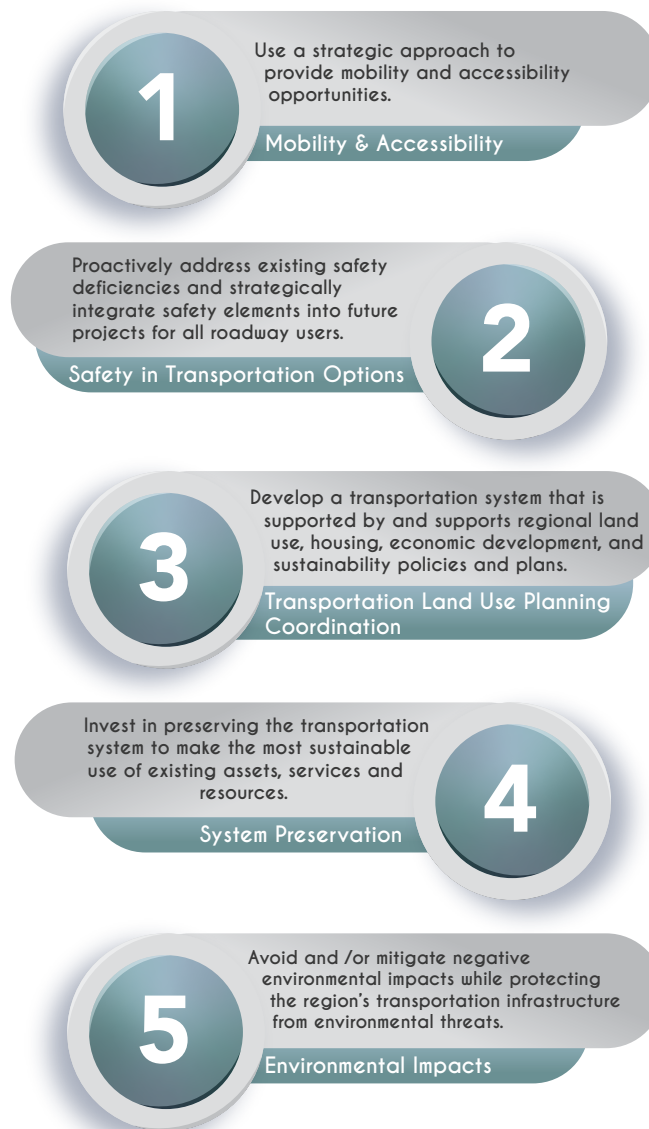 1
Use a strategic approach to
provide mobility and accessibility
opportunities.
Mobility & Accessibility
Proactively address existing safety
deficiencies and strategically
integrate safety elements into future
projects for all roadway users.
Safety in Transportation Options
2
3
Develop a transportation system that is
supported by and supports regional land
use, housing, economic development, and
sustainability policies and plans.
Transportation Land Use Planning
Coordination
Invest in preserving the transportation
system to make the most sustainable
use of existing assets, services and
resources.
System Preservation
4
5
Avoid and /or mitigate negative
environmental impacts while protecting
the region's transportation infrastructure
from environmental threats.
Environmental Impacts